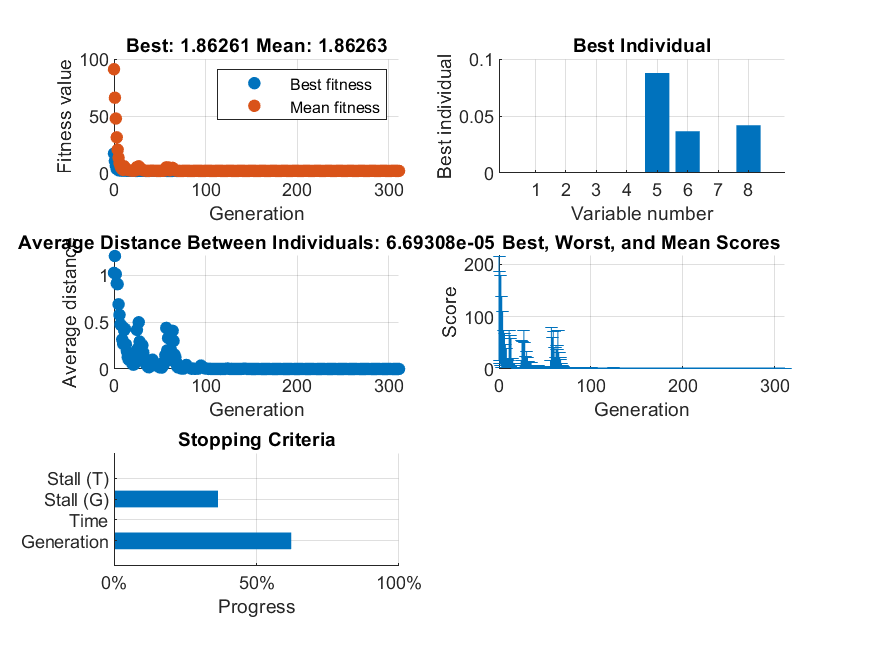 Best: 1.86261 Mean: 1.86263
Fitness value
100
50
0
Best fitness
Mean fitness
0 100 200 300
Generation
Best Individual
Best individual
0.1
0.05
0
1 2 3 4 5 6 7 8
Variable number
Average Distance Between Individuals: 6.69308e-05
Average distance
1
0.5
0
0 100 200 300
Generation
Best, Worst, and Mean Scores
Score
200
100
0
0 100 200 300
Generation
Stopping Criteria
Stall (T)
Stall (G)
Time
Generation
0% 50% 100%
Progress